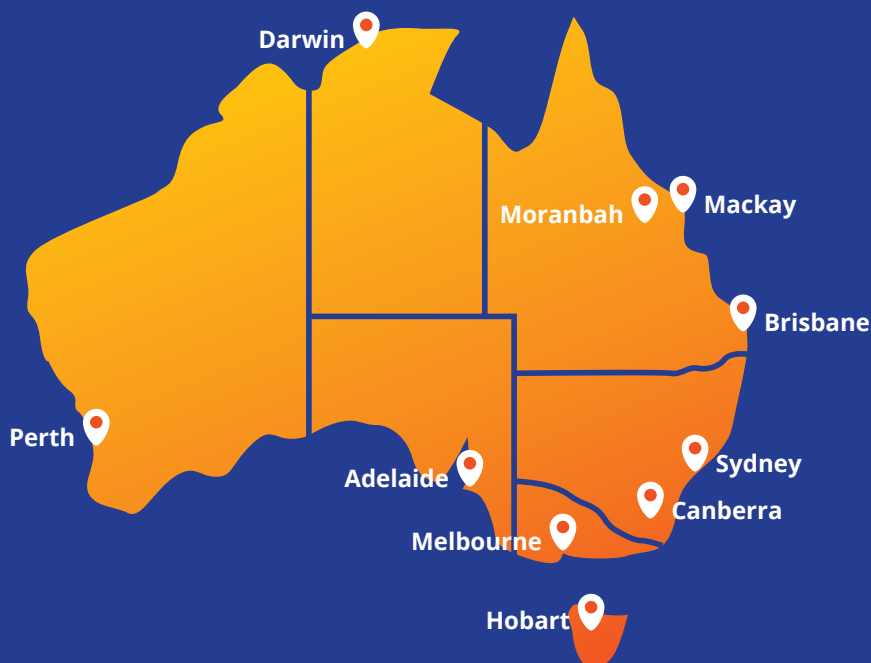 Darwin
Moranbah
Mackay
Brisbane
Perth
Adelaide
Sydney
Canberra
Melbourne
Hobart